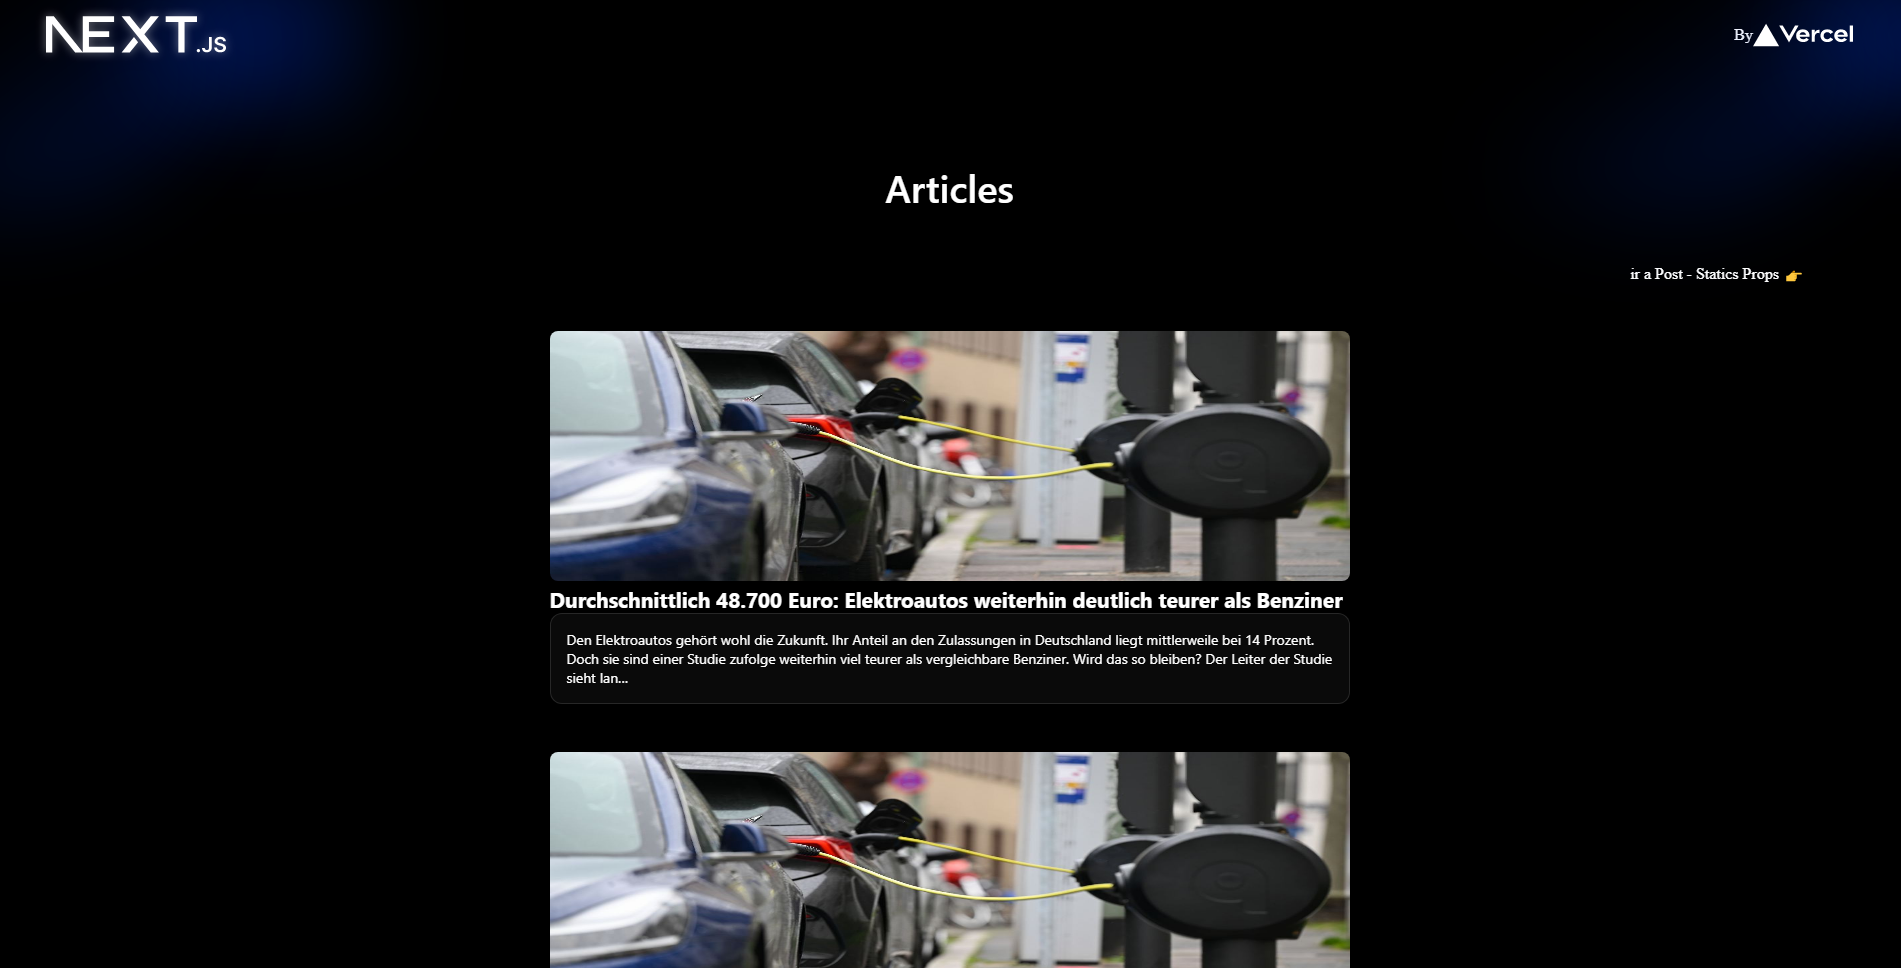 NEXT.JS
By Vercel
Articles
ir a Post - Statics Props 👉
Durchschnittlich 48.700 Euro: Elektroautos weiterhin deutlich teurer als Benziner
Den Elektroautos gehört wohl die Zukunft. Ihr Anteil an den Zulassungen in Deutschland liegt mittlerweile bei 14 Prozent.
Doch sie sind einer Studie zufolge weiterhin viel teurer als vergleichbare Benziner. Wird das so bleiben? Der Leiter der Studie
sieht lan...